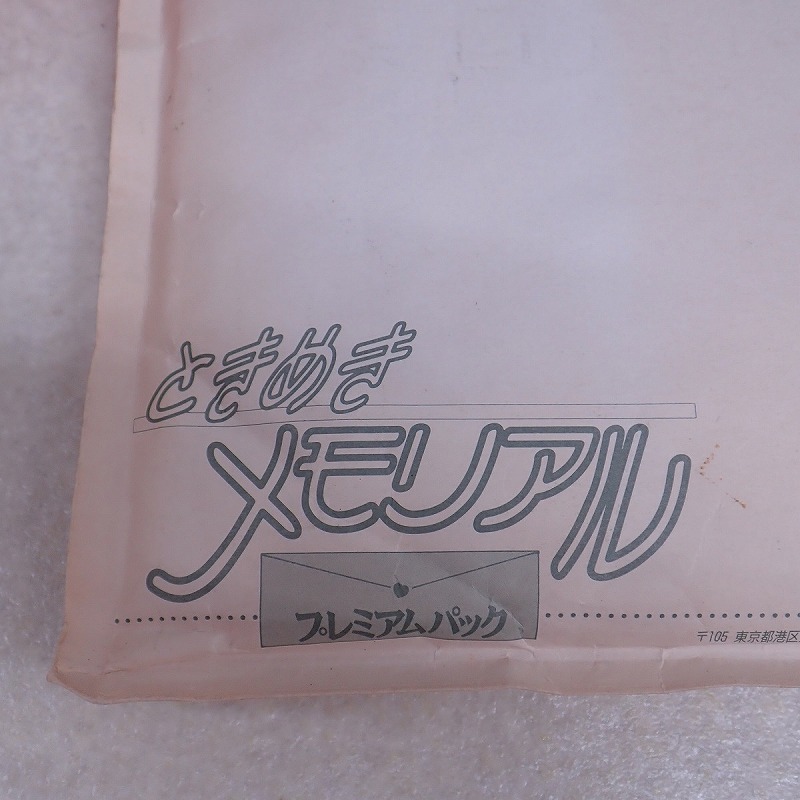 ときめき
メモリアル
プレミアムパック
〒105 東京都港区